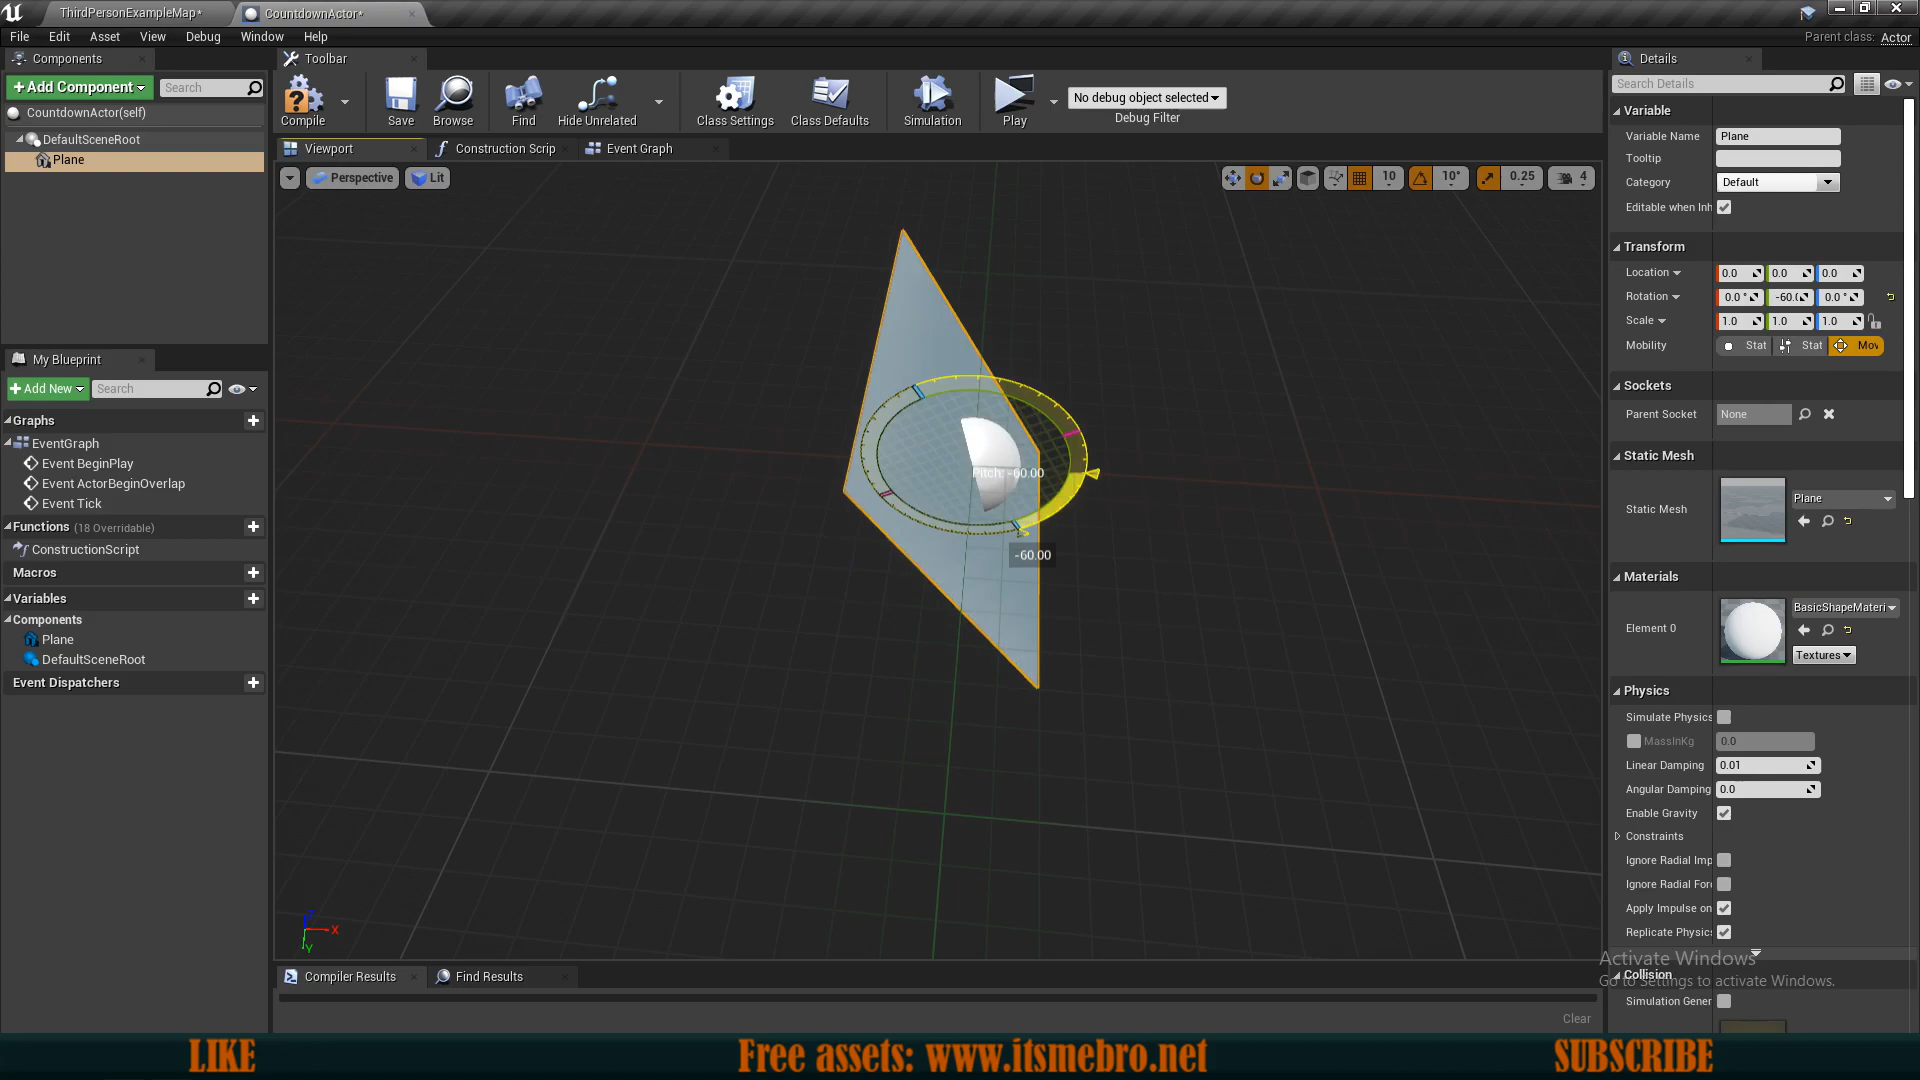 ThirdPersonExampleMap*
CountdownActor*
File Edit Asset View Debug Window Help
Parent class: Actor
Components
Toolbar
Details
+Add Component
Search
CountdownActor(self)
DefaultSceneRoot
Plane
Compile
Save
Browse
Find
Hide Unrelated
Class Settings
Class Defaults
Simulation
Play
No debug object selected
Debug Filter
Viewport
Construction Scrip
Event Graph
Perspective
Lit
10
10°
0.25
4
Pitch: -60.00
-60.00
X
Y
Z
My Blueprint
+Add New
Search
Graphs
EventGraph
Event BeginPlay
Event ActorBeginOverlap
Event Tick
Functions (18 Overridable)
ConstructionScript
Macros
Variables
Components
Plane
DefaultSceneRoot
Event Dispatchers
Search Details
Variable
Variable Name Plane
Tooltip
Category Default
Editable when Inh
Transform
Location 0.0 0.0 0.0
Rotation 0.0 ° -60.( 0.0 °
Scale 1.0 1.0 1.0
Mobility Stat Stat Mov
Sockets
Parent Socket None
Static Mesh
Static Mesh Plane
Materials
Element 0 BasicShapeMateri
Textures
Physics
Simulate Physics
MassInKg 0.0
Linear Damping 0.01
Angular Damping 0.0
Enable Gravity
Constraints
Ignore Radial Imp
Ignore Radial Forc
Apply Impulse on
Replicate Physics
Collision
Simulation Gener
Activate Windows
Go to Settings to activate Windows.
Compiler Results
Find Results
Clear
LIKE
Free assets: www.itsmebro.net
SUBSCRIBE